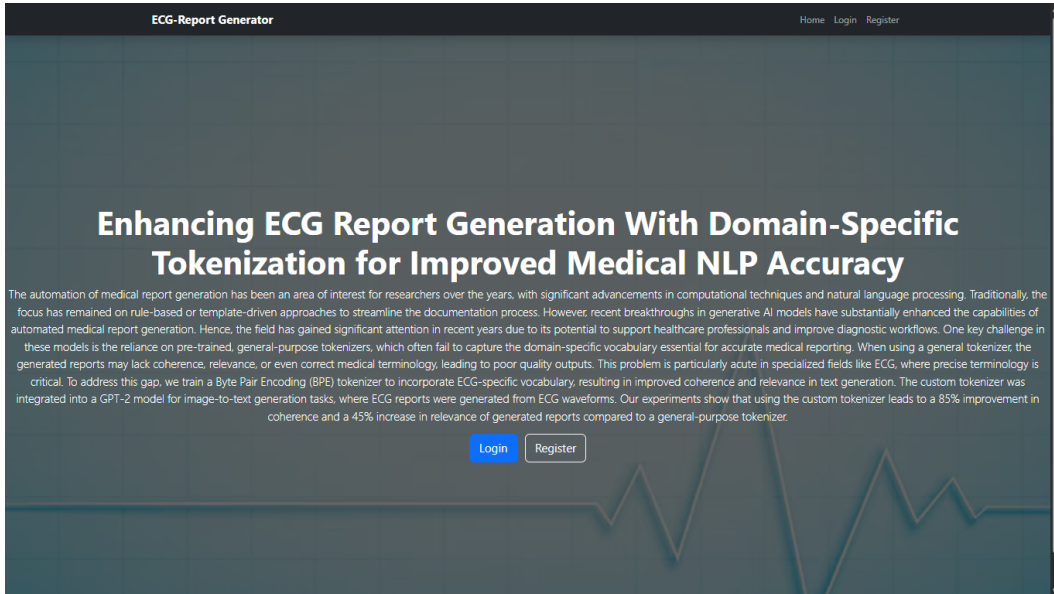 ECG-Report Generator
Home Login Register
Enhancing ECG Report Generation With Domain-Specific
Tokenization for Improved Medical NLP Accuracy
The automation of medical report generation has been an area of interest for researchers over the years, with significant advancements in computational techniques and natural language processing. Traditionally, the
focus has remained on rule-based or template-driven approaches to streamline the documentation process. However, recent breakthroughs in generative AI models have substantially enhanced the capabilities of
automated medical report generation. Hence, the field has gained significant attention in recent years due to its potential to support healthcare professionals and improve diagnostic workflows. One key challenge in
these models is the reliance on pre-trained, general-purpose tokenizers, which often fail to capture the domain-specific vocabulary essential for accurate medical reporting. When using a general tokenizer, the
generated reports may lack coherence, relevance, or even correct medical terminology, leading to poor quality outputs. This problem is particularly acute in specialized fields like ECG, where precise terminology is
critical. To address this gap, we train a Byte Pair Encoding (BPE) tokenizer to incorporate ECG-specific vocabulary, resulting in improved coherence and relevance in text generation. The custom tokenizer was
integrated into a GPT-2 model for image-to-text generation tasks, where ECG reports were generated from ECG waveforms. Our experiments show that using the custom tokenizer leads to a 85% improvement in
coherence and a 45% increase in relevance of generated reports compared to a general-purpose tokenizer.
Login Register